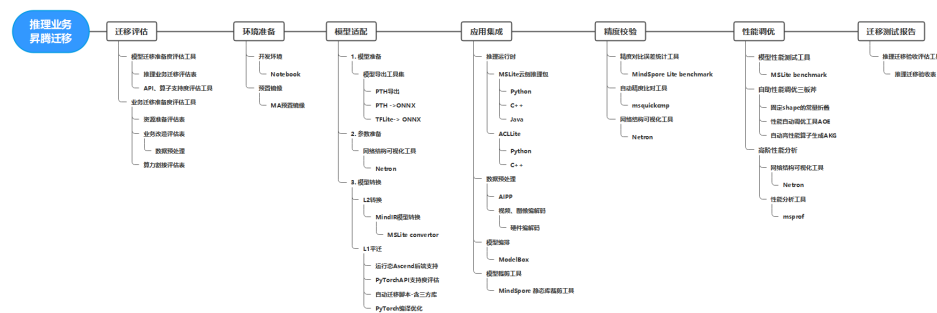 推理业务
昇腾迁移
迁移评估
模型迁移准备度评估工具
推理业务迁移评估表
API、算子支持度评估工具
业务迁移准备度评估工具
资源准备评估表
业务改造评估表
数据预处理
算力割接评估表
环境准备
开发环境
Notebook
预置镜像
MA预置镜像
模型适配
1. 模型准备
模型导出工具集
PTH导出
PTH ->ONNX
TFLite-> ONNX
2. 参数准备
网络结构可视化工具
Netron
3. 模型转换
L2转换
MindIR模型转换
MSLite convertor
L1平迁
运行态Ascend后端支持
PyTorchAPI支持度评估
自动迁移脚本-含三方库
PyTorch编译优化
应用集成
推理运行时
MSLite云侧推理包
Python
C++
Java
ACLLite
Python
C++
数据预处理
AIPP
视频、图像编解码
硬件编解码
模型编排
ModelBox
模型裁剪工具
MindSpore 静态库裁剪工具
精度校验
精度对比误差统计工具
MindSpore Lite benchmark
自动精度比对工具
msquickcmp
网络结构可视化工具
Netron
性能调优
模型性能测试工具
MSLite benchmark
自助性能调优三板斧
固定shape的常量折叠
性能自动调优工具AOE
自动高性能算子生成AKG
高阶性能分析
网络结构可视化工具
Netron
性能分析工具
msprof
迁移测试报告
推理迁移验收评估工具
推理迁移验收表